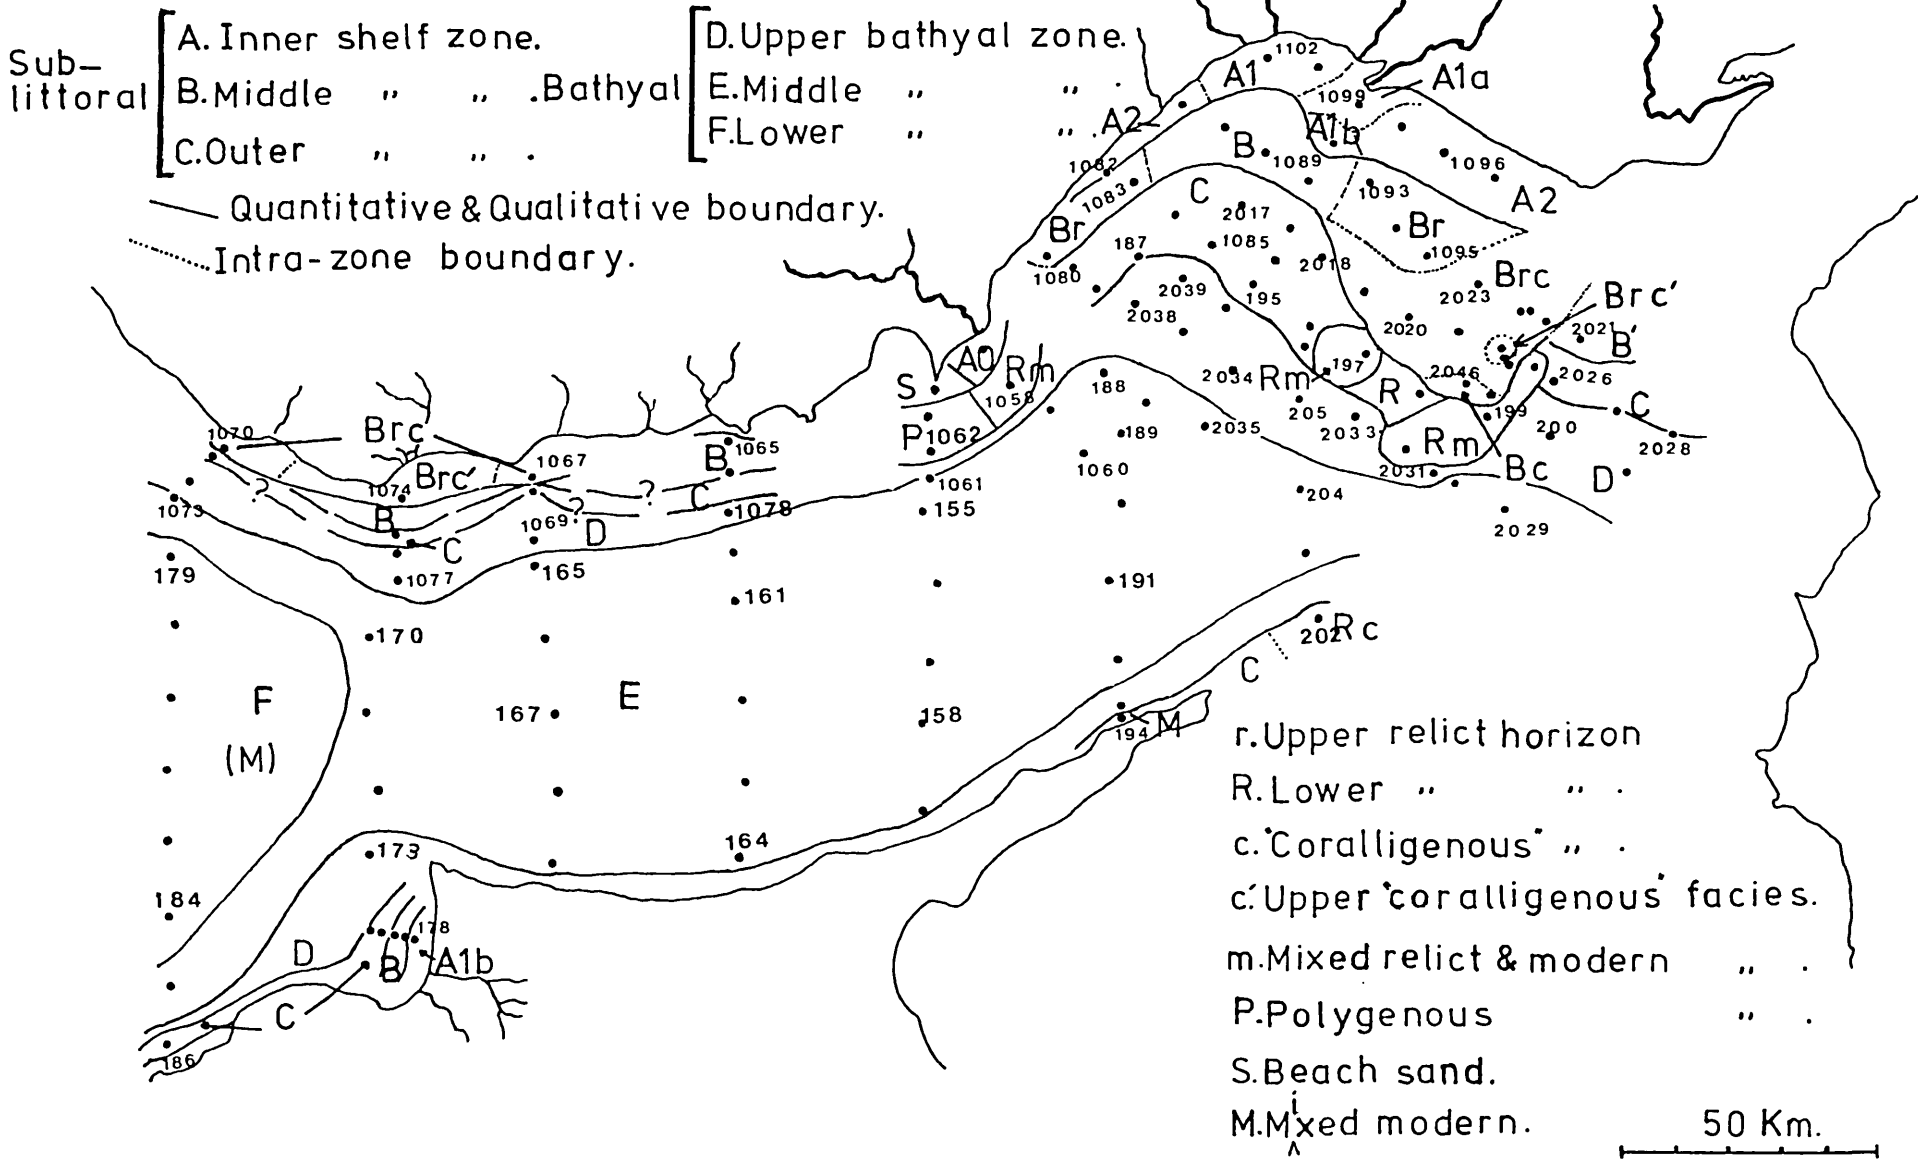 Sub-
littoral
A. Inner shelf zone.
B. Middle " " .
C. Outer " " .
Bathyal
D. Upper bathyal zone.
E. Middle " " .
F. Lower " " .
Quantitative & Qualitative boundary.
Intra-zone boundary.
1102
A1
A1a
1099
A2
A1b
B
1089
1096
1082
1083
C
1093
A2
2017
Br
187
1085
Br
1095
1080
2018
Brc
2039
195
2023
Brc'
2038
2020
2021
B'
A0
Rm
197
2046
2026
S
188
2034
Rm
R
C
1058
205
199
1070
Brc
P
1062
189
2035
2033
Rm
200
2028
B
1065
1067
Brc'
1060
2031
Bc
D
1074
?
?
C
1061
204
1073
B
1069
?
D
1078
155
2029
C
179
1077
165
161
191
170
202
Rc
C
F
E
167
158
194
M
(M)
164
173
184
178
D
B
A1b
C
186
r. Upper relict horizon
R. Lower " " .
c. "Coralligenous" " .
c'. Upper "coralligenous" facies.
m. Mixed relict & modern " .
P. Polygenous " .
S. Beach sand.
M. Mixed modern.
50 Km.